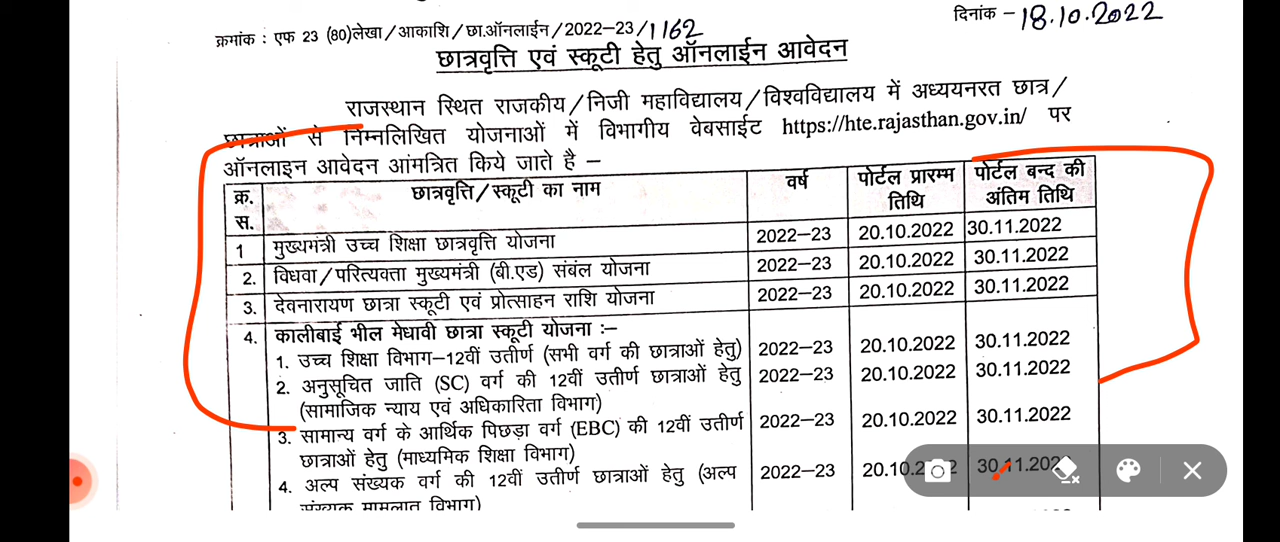 दिनांक –18.10.2022
क्रमांक : एफ 23 (80)लेखा/आकाशि/छा.ऑनलाईन/2022–23/1162
छात्रवृत्ति एवं स्कूटी हेतु ऑनलाईन आवेदन
राजस्थान स्थित राजकीय/निजी महाविद्यालय/विश्वविद्यालय में अध्ययनरत छात्र/
छात्राओं से निम्नलिखित योजनाओं में विभागीय वेबसाईट https://hte.rajasthan.gov.in/ पर
ऑनलाइन आवेदन आंमत्रित किये जाते है –
क्र. स. छात्रवृत्ति/स्कूटी का नाम वर्ष पोर्टल प्रारम्भ तिथि पोर्टल बन्द की अंतिम तिथि
1 मुख्यमंत्री उच्च शिक्षा छात्रवृत्ति योजना 2022–23 20.10.2022 30.11.2022
2. विधवा/परित्यक्ता मुख्यमंत्री (बी.एड) संबंल योजना 2022–23 20.10.2022 30.11.2022
3. देवनारायण छात्रा स्कूटी एवं प्रोत्साहन राशि योजना 2022–23 20.10.2022 30.11.2022
4. कालीबाई भील मेधावी छात्रा स्कूटी योजना :–
1. उच्च शिक्षा विभाग–12वीं उतीर्ण (सभी वर्ग की छात्राओं हेतु) 2022–23 20.10.2022 30.11.2022
2. अनुसूचित जाति (SC) वर्ग की 12वीं उतीर्ण छात्राओं हेतु 2022–23 20.10.2022 30.11.2022
(सामाजिक न्याय एवं अधिकारिता विभाग)
3. सामान्य वर्ग के आर्थिक पिछड़ा वर्ग (EBC) की 12वीं उतीर्ण 2022–23 20.10.2022 30.11.2022
छात्राओं हेतु (माध्यमिक शिक्षा विभाग)
4. अल्प संख्यक वर्ग की 12वीं उतीर्ण छात्राओं हेतु (अल्प 2022–23
संख्यक मामलात विभाग)